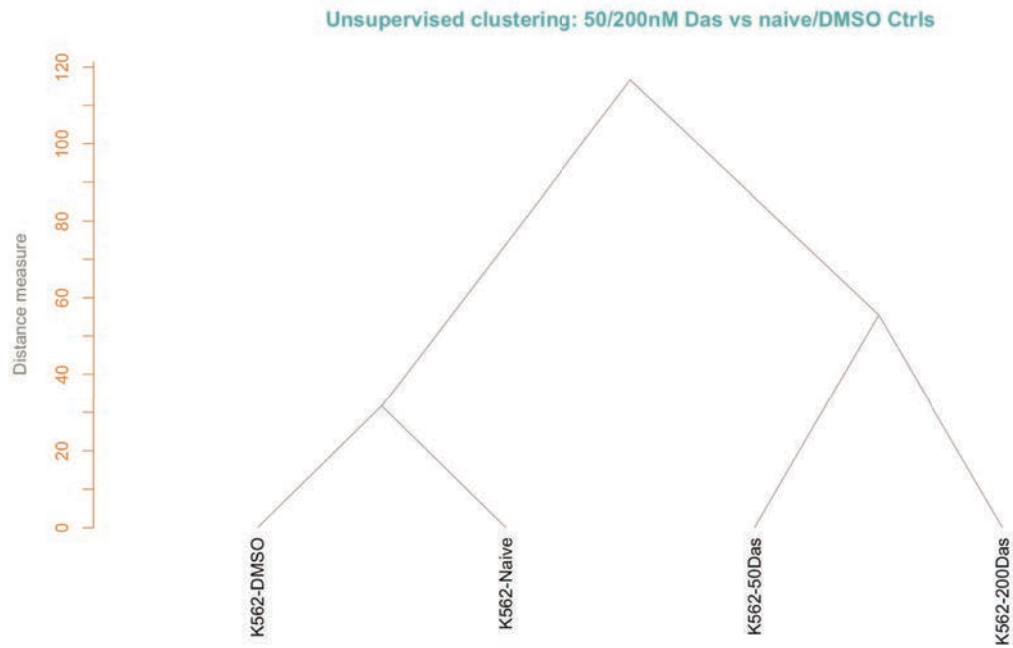 Unsupervised clustering: 50/200nM Das vs naive/DMSO Ctrls
120
100
80
60
40
20
0
Distance measure
K562-DMSO
K562-Naive
K562-50Das
K562-200Das